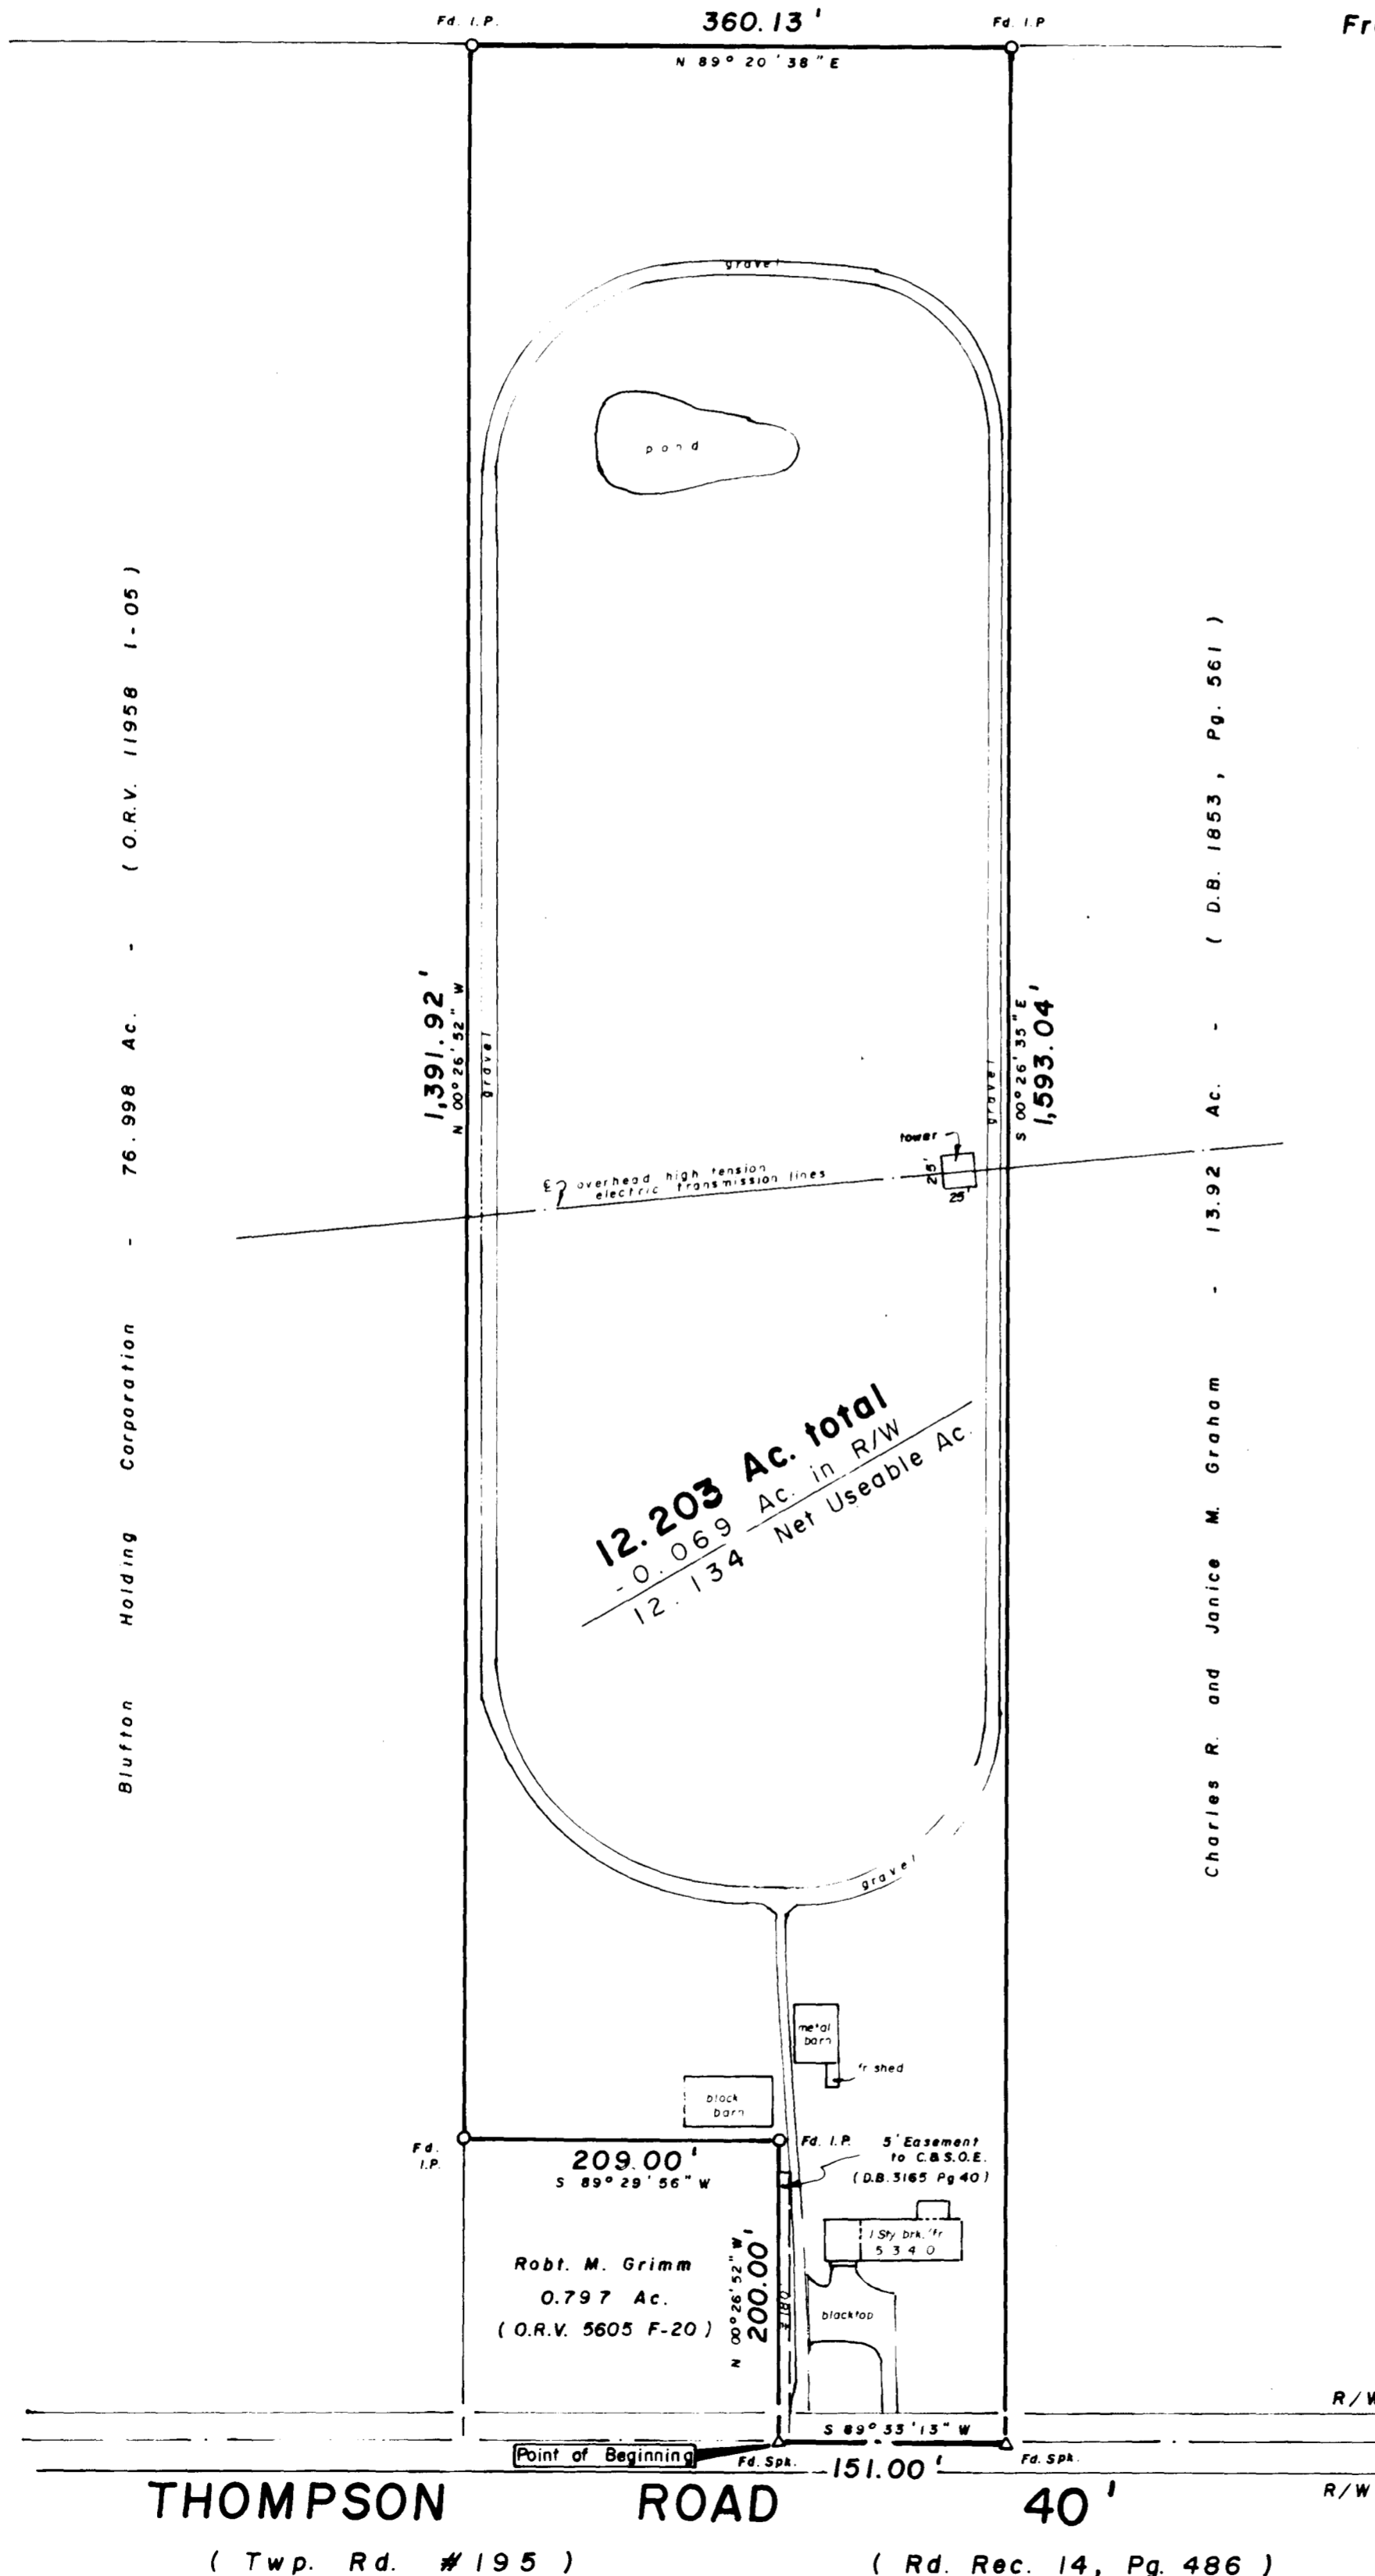 Fd. I.P.
360.13'
Fd. I.P
N 89° 20' 38" E
gravel
pond
Blufton Holding Corporation - 76.998 Ac. - ( O.R.V. 11958 I-05 )
1,391.92'
N 00° 26' 52" W
gravel
gravel
S 00° 26' 35" E
1,593.04'
Charles R. and Janice M. Graham - 13.92 Ac. - ( D.B. 1853, Pg. 561 )
tower
25'
25'
overhead high tension
electric transmission lines
12.203 Ac. total
-0.069 Ac. in R/W
12.134 Net Useable Ac.
gravel
metal
barn
fr shed
block
barn
Fd.
I.P.
209.00'
S 89° 29' 56" W
Fd. I.P.
5' Easement
to C.& S.O.E.
( D.B. 3165 Pg 40 )
1 Sty brk./fr
5340
Robt. M. Grimm
0.797 Ac.
( O.R.V. 5605 F-20 )
N 00° 26' 52" W
200.00'
blacktop
R/W
S 89° 33' 13" W
Point of Beginning
Fd. Spk.
151.00'
Fd. Spk.
THOMPSON ROAD 40'
R/W
( Twp. Rd. #195 ) ( Rd. Rec. 14, Pg. 486 )